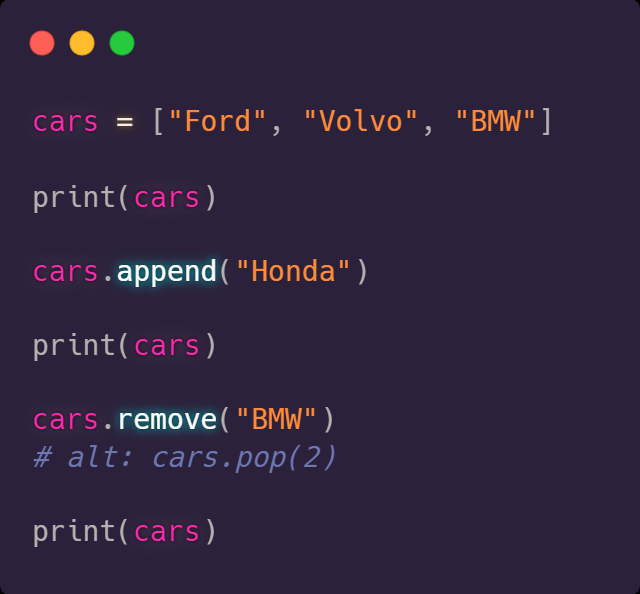 cars = ["Ford", "Volvo", "BMW"]
print(cars)
cars.append("Honda")
print(cars)
cars.remove("BMW")
# alt: cars.pop(2)
print(cars)